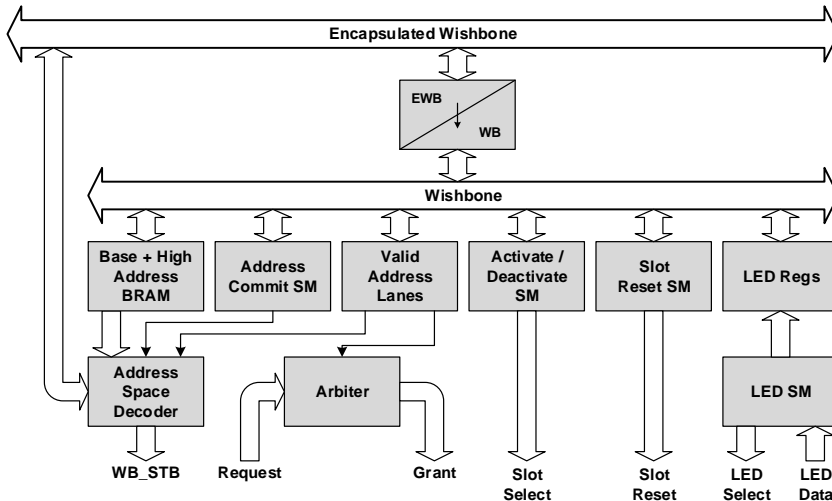 Encapsulated Wishbone
EWB
WB
Wishbone
Base + High
Address
BRAM
Address
Commit SM
Valid
Address
Lanes
Activate /
Deactivate
SM
Slot
Reset SM
LED Regs
Address
Space
Decoder
Arbiter
LED SM
WB_STB
Request
Grant
Slot
Select
Slot
Reset
LED
Select
LED
Data